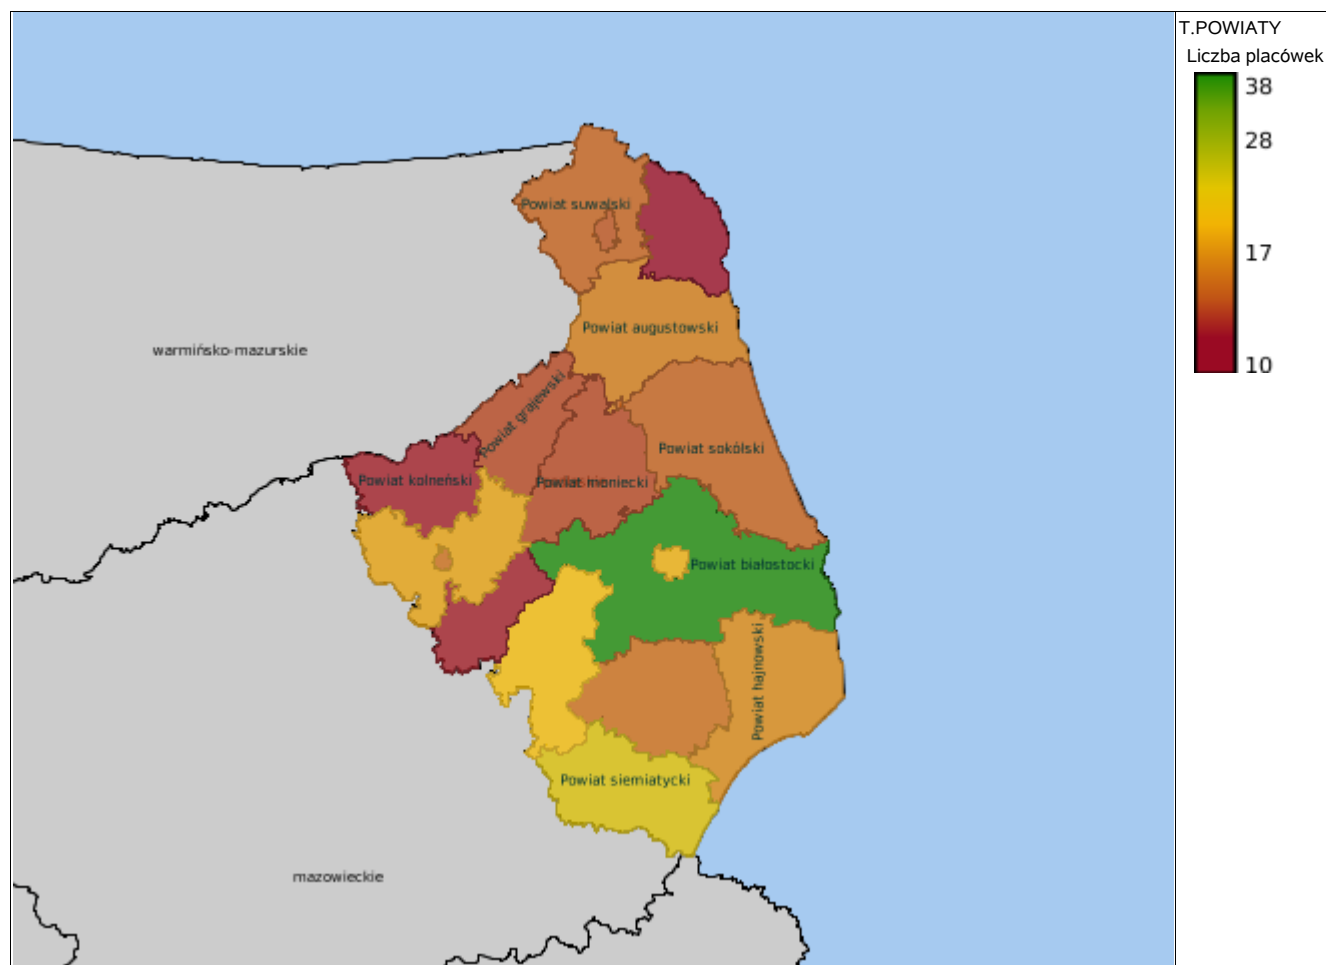 T.POWIATY
Liczba placówek
38
28
17
10
Powiat suwalski
Powiat augustowski
warmińsko-mazurskie
Powiat grajewski
Powiat sokólski
Powiat kolneński
Powiat moniecki
Powiat białostocki
Powiat hajnowski
Powiat siemiatycki
mazowieckie